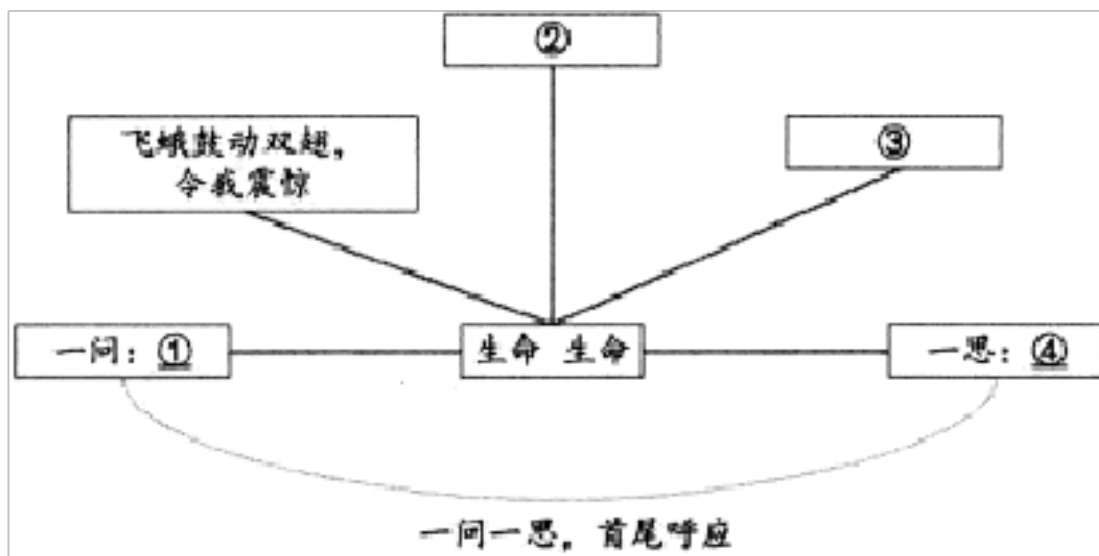 ②
飞蛾鼓动双翅，
令我震惊
③
一问：①
生命 生命
一思：④
一问一思，首尾呼应